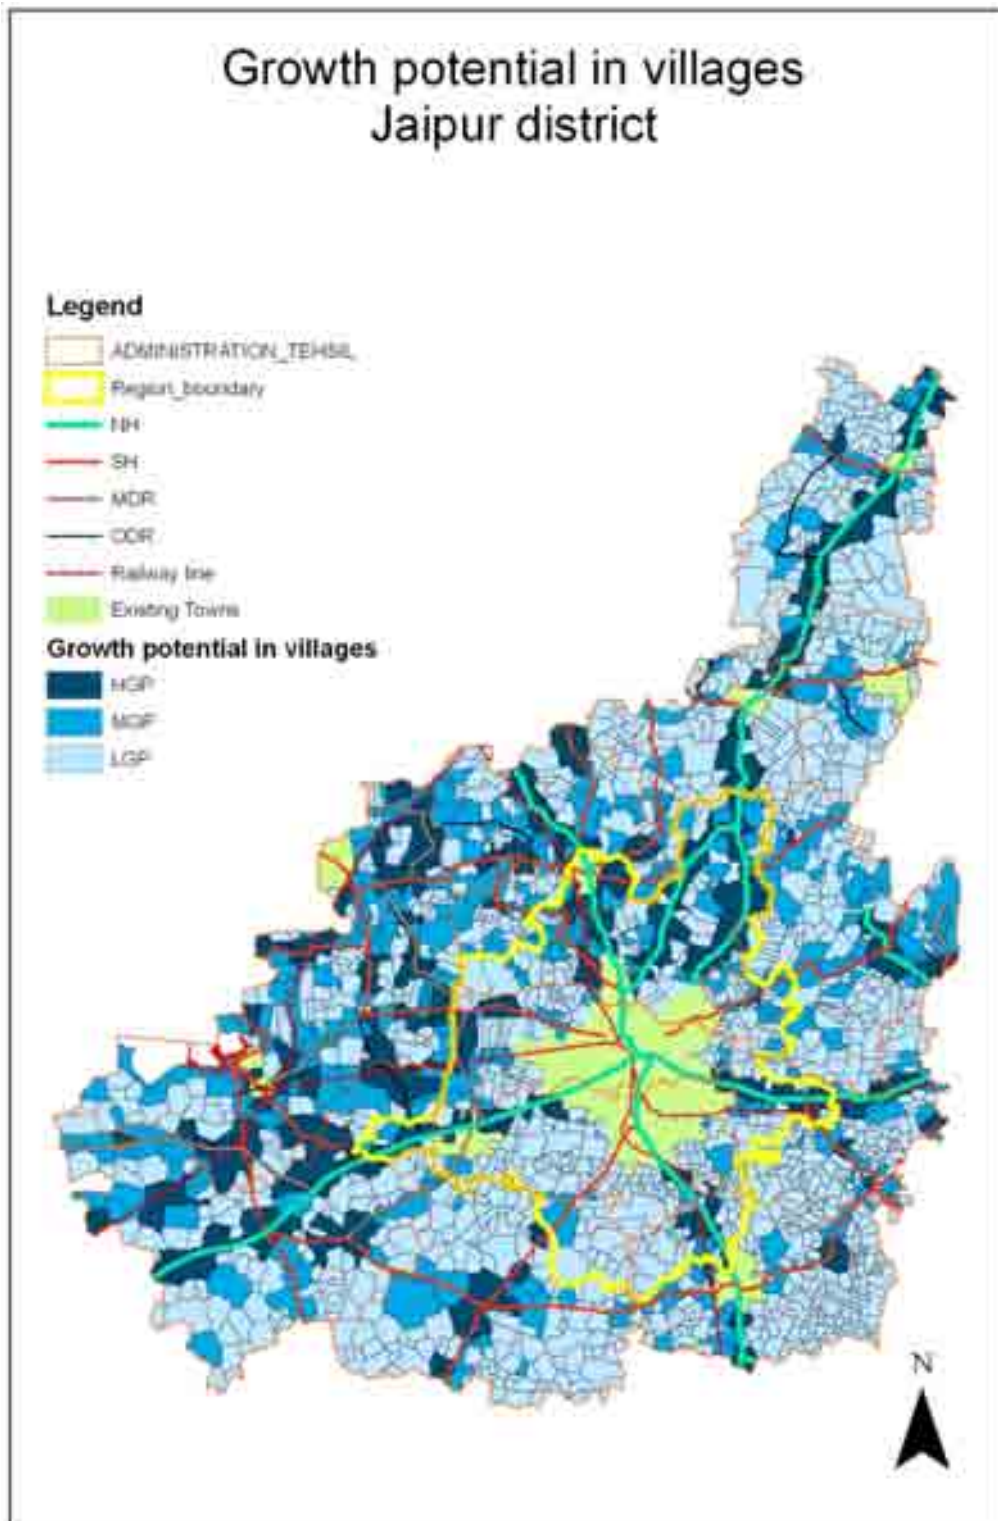 Growth potential in villages
Jaipur district
Legend
ADMINISTRATION_TEHSIL
Region_boundary
NH
SH
MDR
ODR
Railway line
Existing Towns
Growth potential in villages
HGP
MGP
LGP
N